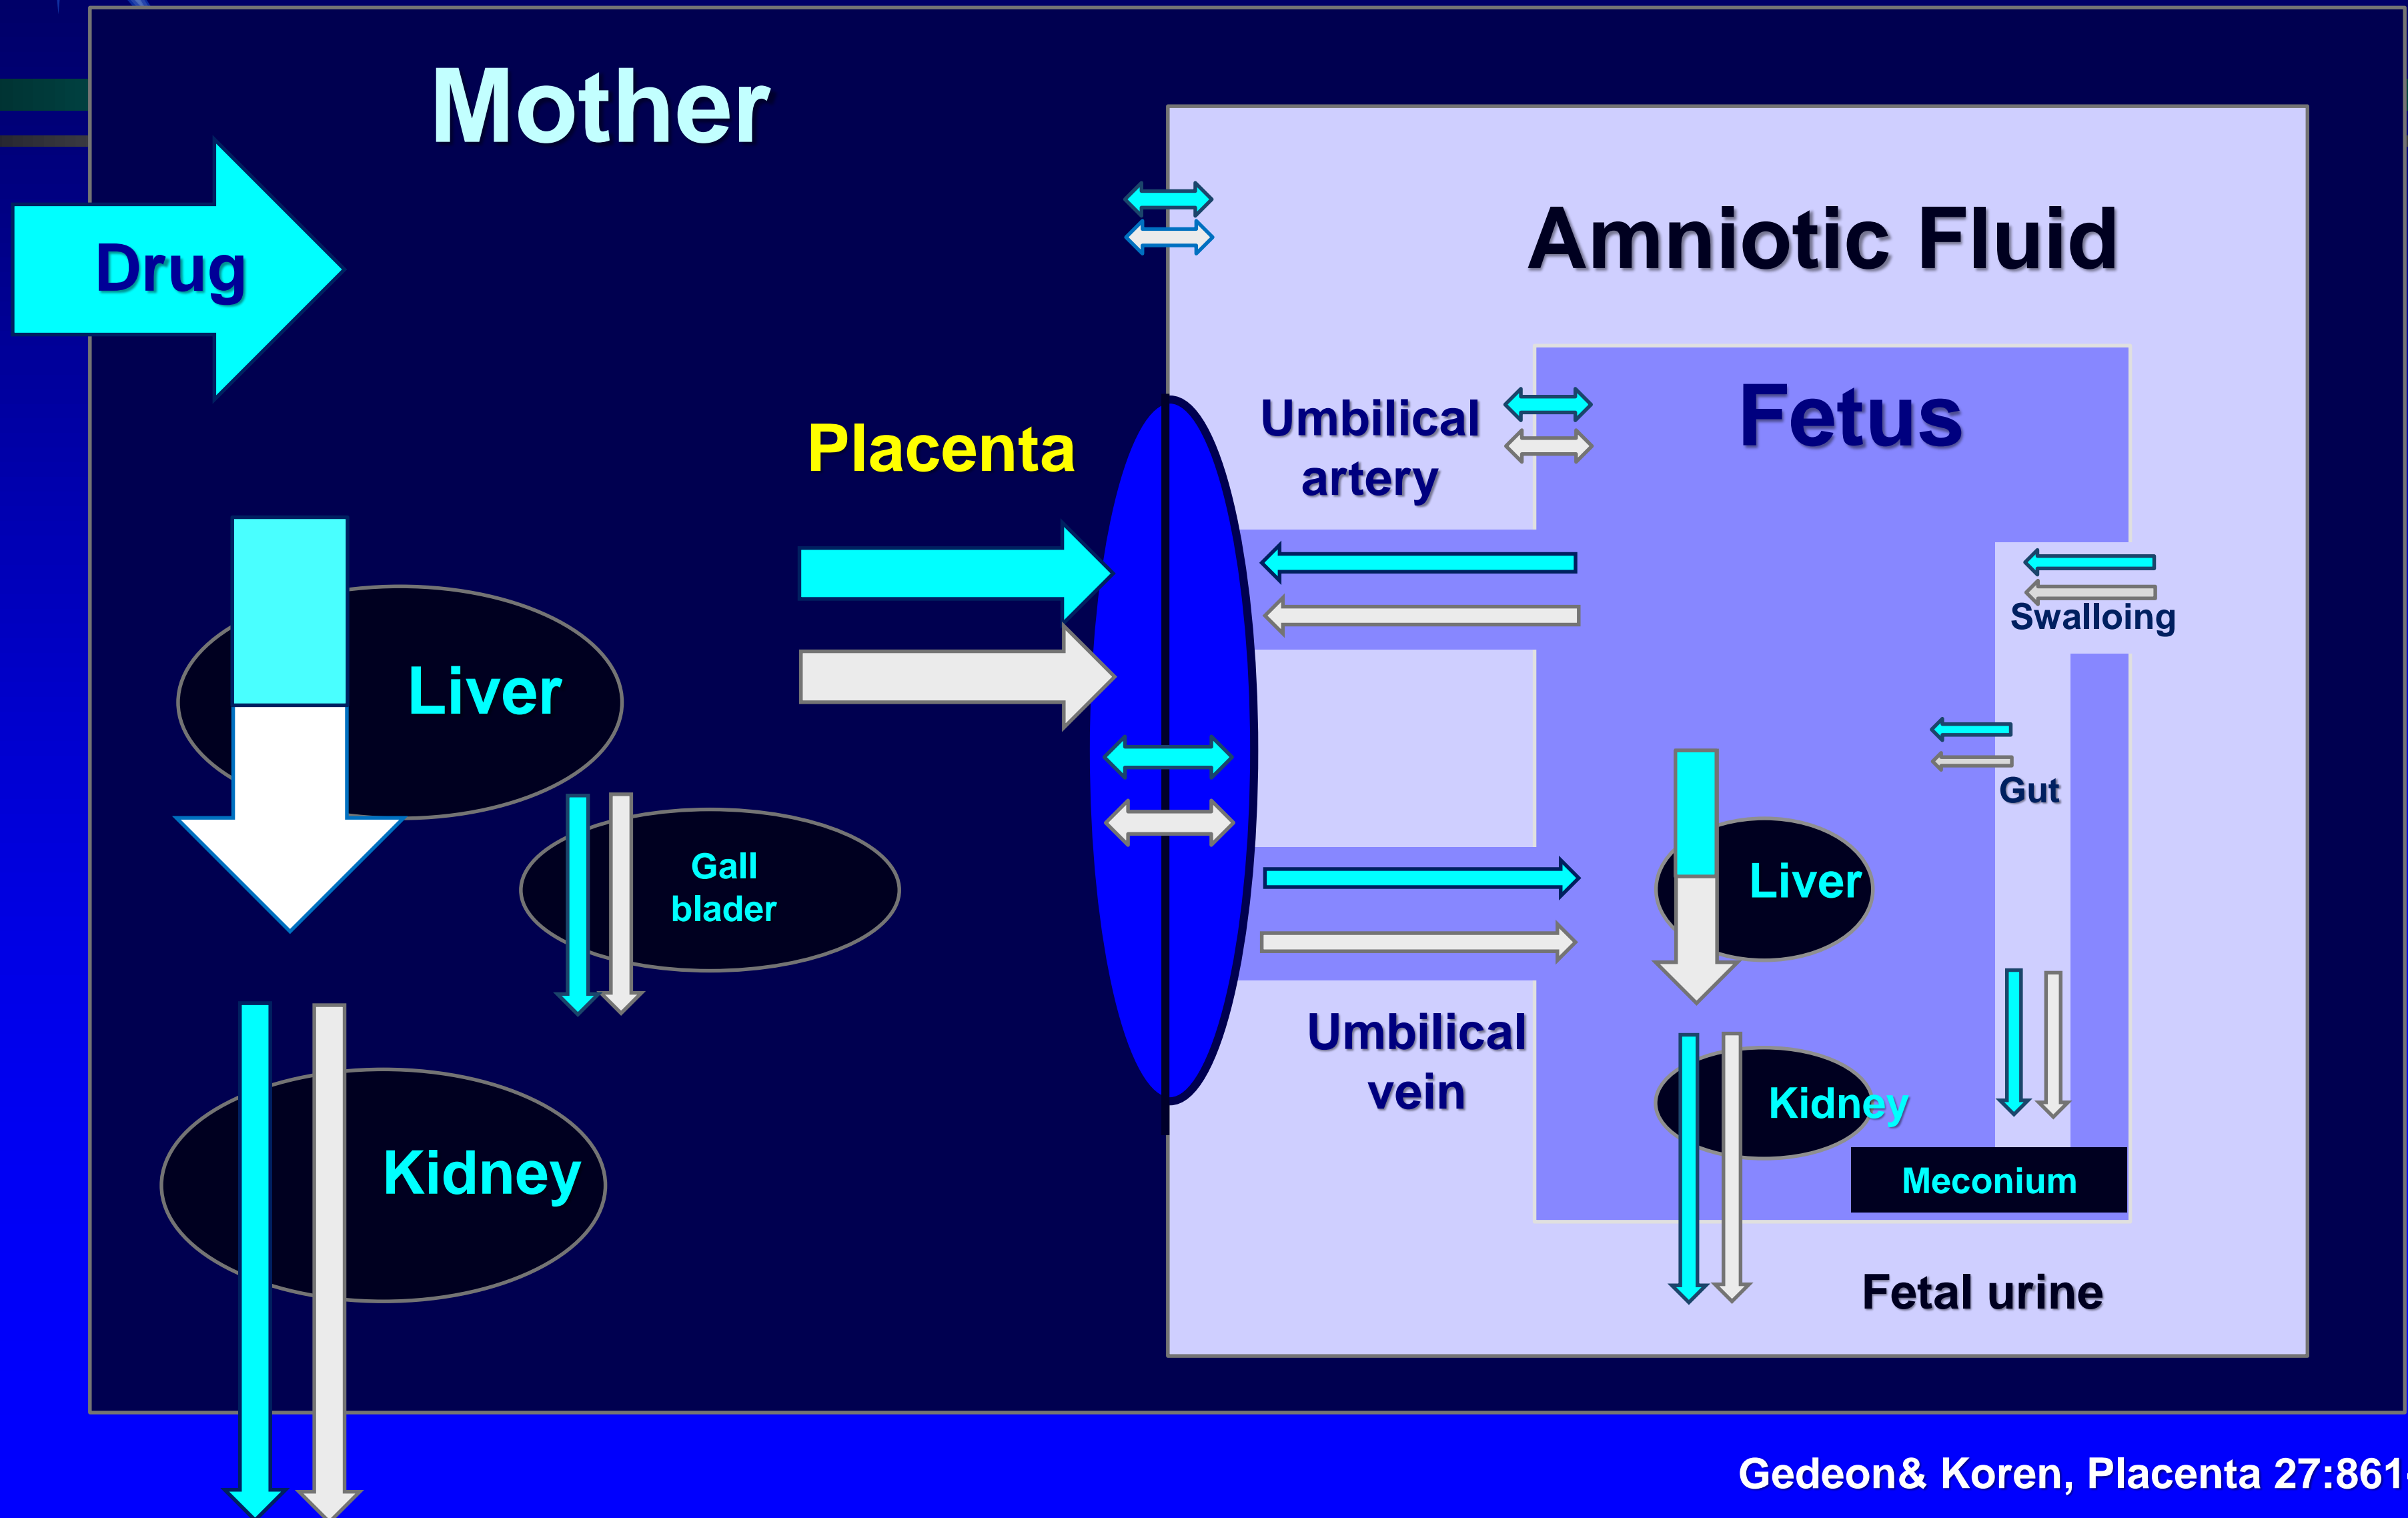 Mother
Drug
Amniotic Fluid
Fetus
Umbilical
artery
Placenta
Swalloing
Liver
Gut
Gall
blader
Liver
Umbilical
vein
Kidney
Kidney
Meconium
Fetal urine
Gedeon& Koren, Placenta 27:861